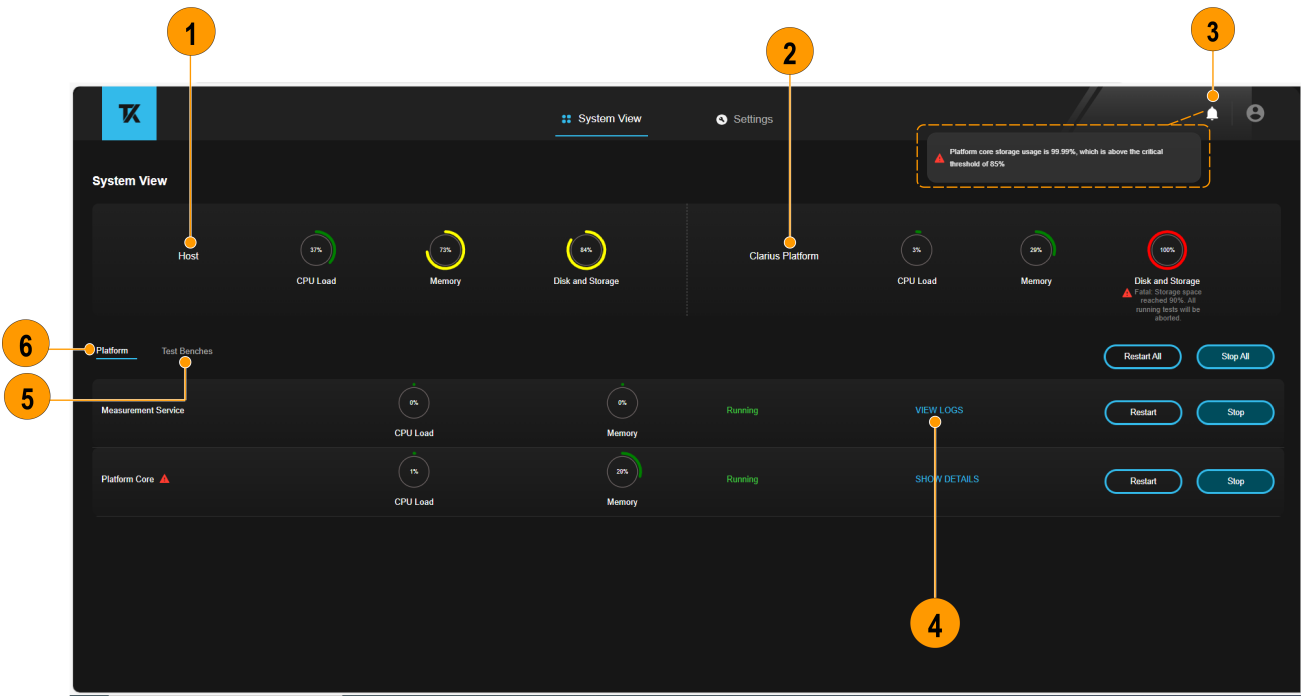 1
2
3
TK
System View
Settings
Platform core storage usage is 99.99%, which is above the critical
threshold of 85%
System View
Host
37%
CPU Load
73%
Memory
84%
Disk and Storage
Clarius Platform
3%
CPU Load
29%
Memory
100%
Disk and Storage
Fatal: Storage space
reached 90%. All
running tests will be
aborted.
6
Platform
Test Benches
Restart All
Stop All
5
Measurement Service
0%
CPU Load
0%
Memory
Running
VIEW LOGS
Restart
Stop
Platform Core
1%
CPU Load
29%
Memory
Running
SHOW DETAILS
Restart
Stop
4